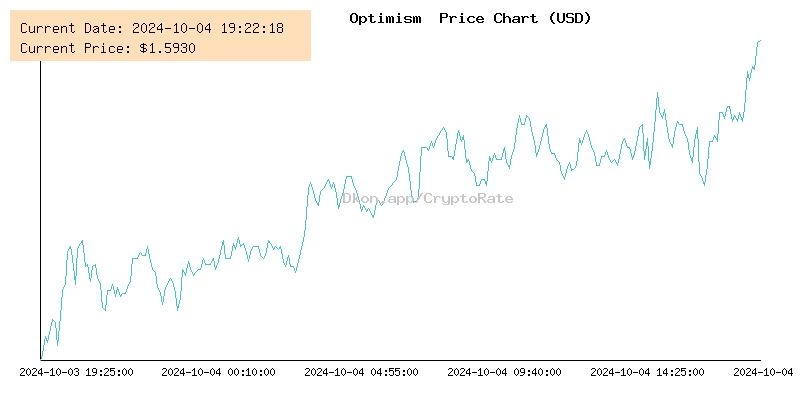 Optimism  Price Chart (USD)
Current Date: 2024-10-04 19:22:18
Current Price: $1.5930
Dkon.app/CryptoRate
2024-10-03 19:25:00 2024-10-04 00:10:00 2024-10-04 04:55:00 2024-10-04 09:40:00 2024-10-04 14:25:00 2024-10-04